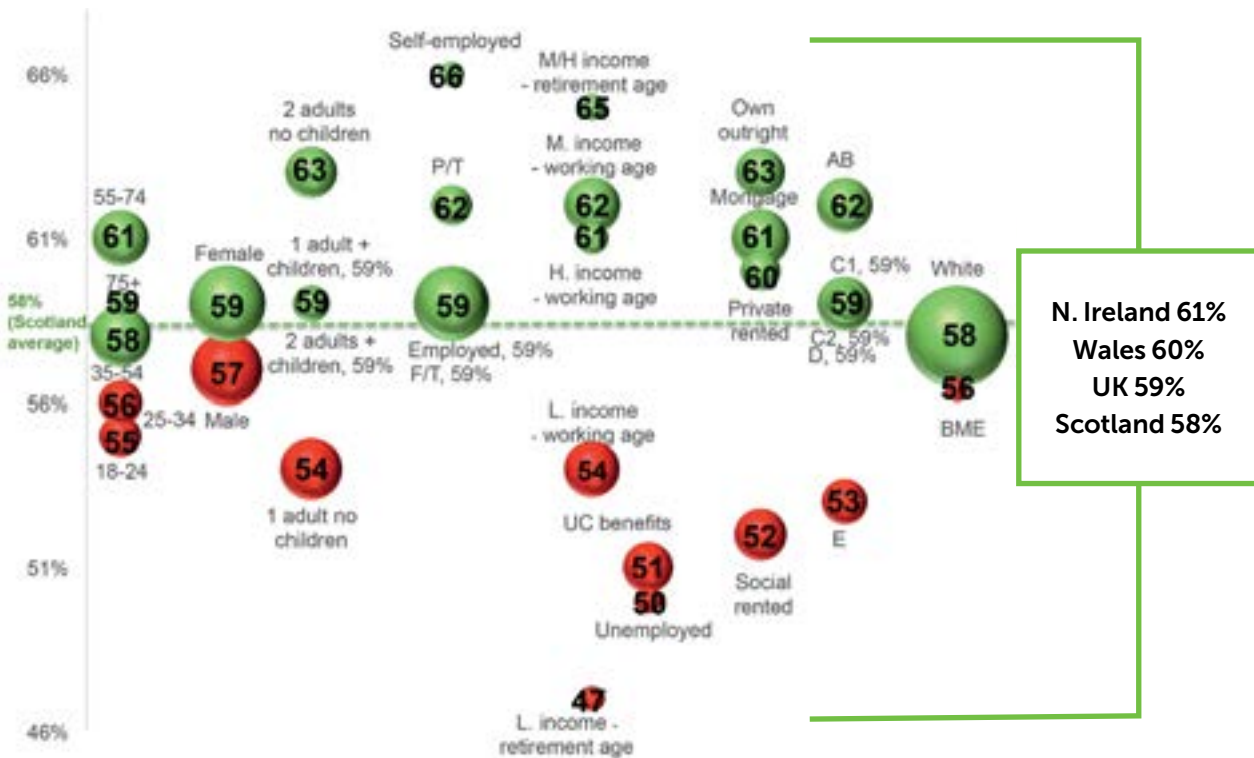 Self-employed
66
66%
M/H income
- retirement age
65
2 adults
no children
63
Own
outright
63
M. income
- working age
62
P/T
62
AB
62
55-74
61
61%
Mortgage
61
61
H. income
- working age
60
Private
rented
Female
59
1 adult +
children, 59%
59
2 adults +
children, 59%
75+
59
58%
(Scotland
average)
58
35-54
59
Employed, 59%
F/T, 59%
C1, 59%
59
C2, 59%
D, 59%
White
58
56
BME
57
Male
56%
56
25-34
55
18-24
L. income
- working age
54
54
1 adult no
children
53
E
UC benefits
51
50
Unemployed
52
Social
rented
51%
47
L. income -
retirement age
46%
N. Ireland 61%
Wales 60%
UK 59%
Scotland 58%